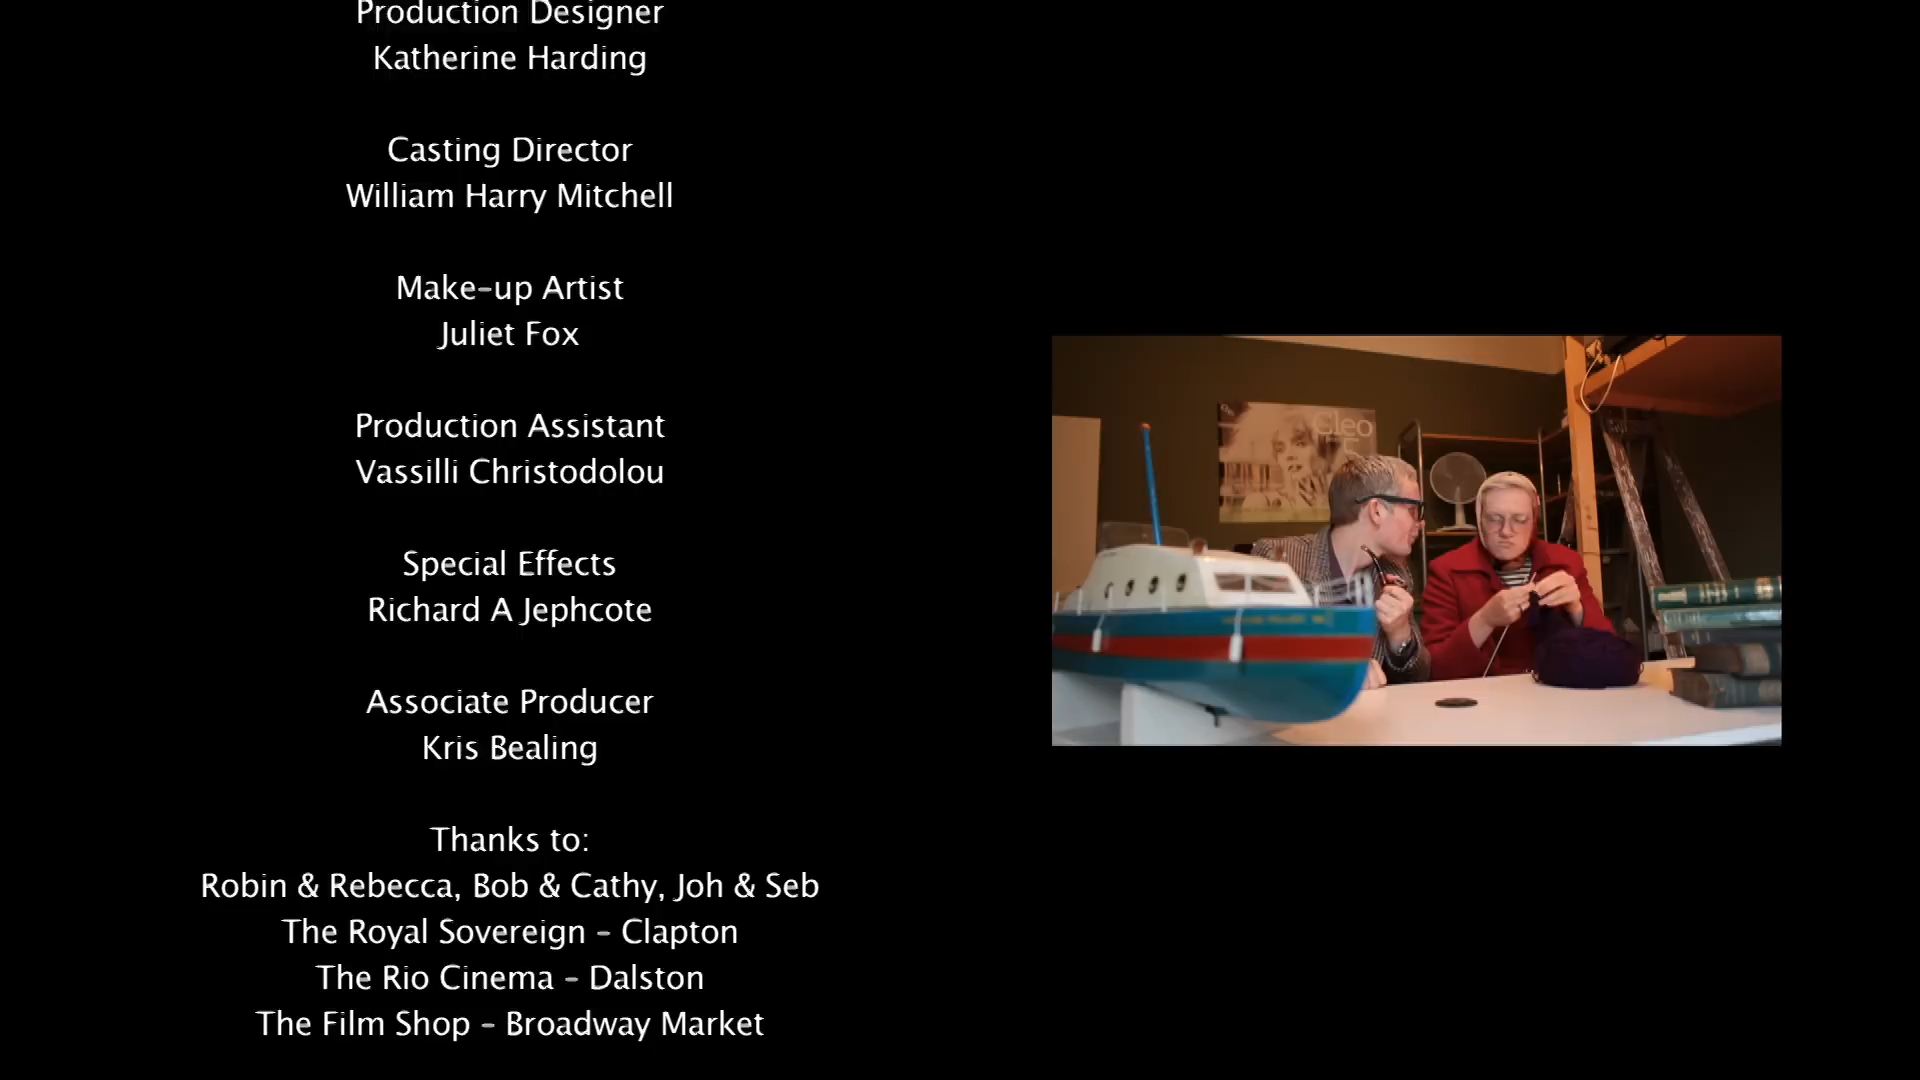 Production Designer
Katherine Harding
Casting Director
William Harry Mitchell
Make-up Artist
Juliet Fox
Production Assistant
Vassilli Christodolou
Special Effects
Richard A Jephcote
Associate Producer
Kris Bealing
Thanks to:
Robin & Rebecca, Bob & Cathy, Joh & Seb
The Royal Sovereign - Clapton
The Rio Cinema - Dalston
The Film Shop - Broadway Market
Cleo